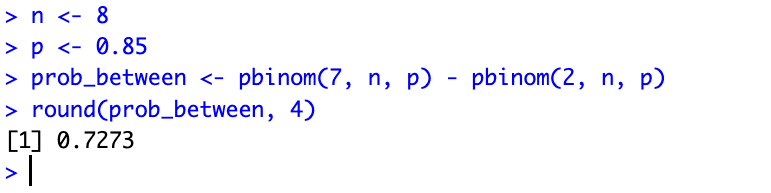 > n <- 8
> p <- 0.85
> prob_between <- pbinom(7, n, p) - pbinom(2, n, p)
> round(prob_between, 4)
[1] 0.7273
>